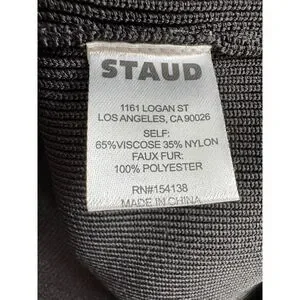 STAUD
1161 LOGAN ST
LOS ANGELES, CA 90026
SELF:
65%VISCOSE 35% NYLON
FAUX FUR:
100% POLYESTER
RN#154138
MADE IN CHINA